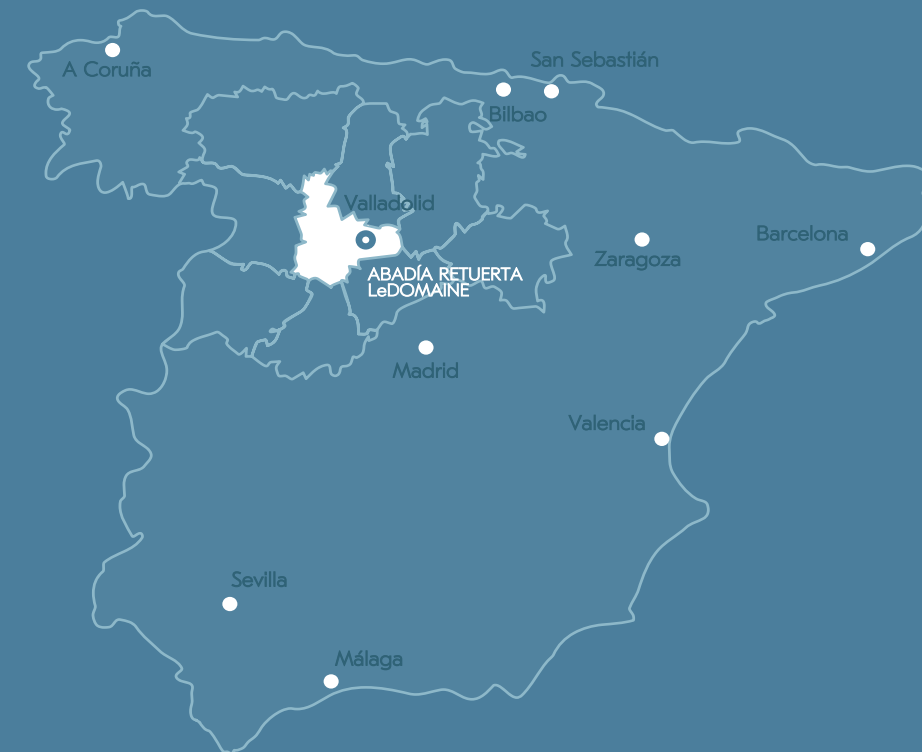 San Sebastián
A Coruña
Bilbao
Valladolid
Barcelona
Zaragoza
ABADÍA RETUERTA
LeDOMAINE
Madrid
Valencia
Sevilla
Málaga